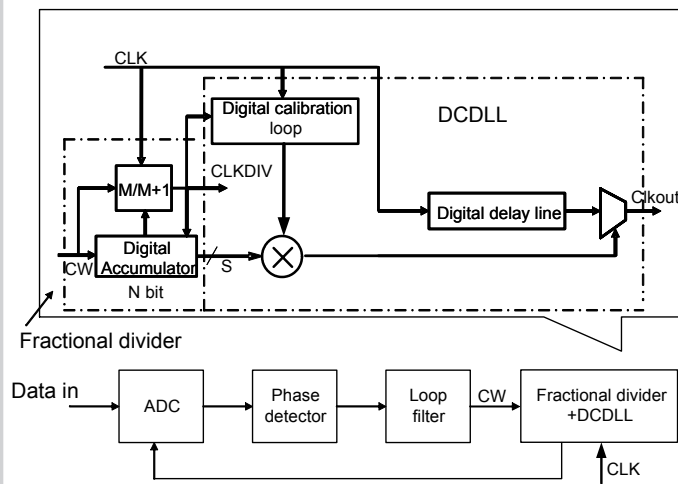 CLK
Digital calibration
loop
DCDLL
M/M+1
CLKDIV
Digital delay line
Clkout
CW
Digital
Accumulator
S
N bit
Fractional divider
Data in
ADC
Phase
detector
Loop
filter
CW
Fractional divider
+DCDLL
CLK